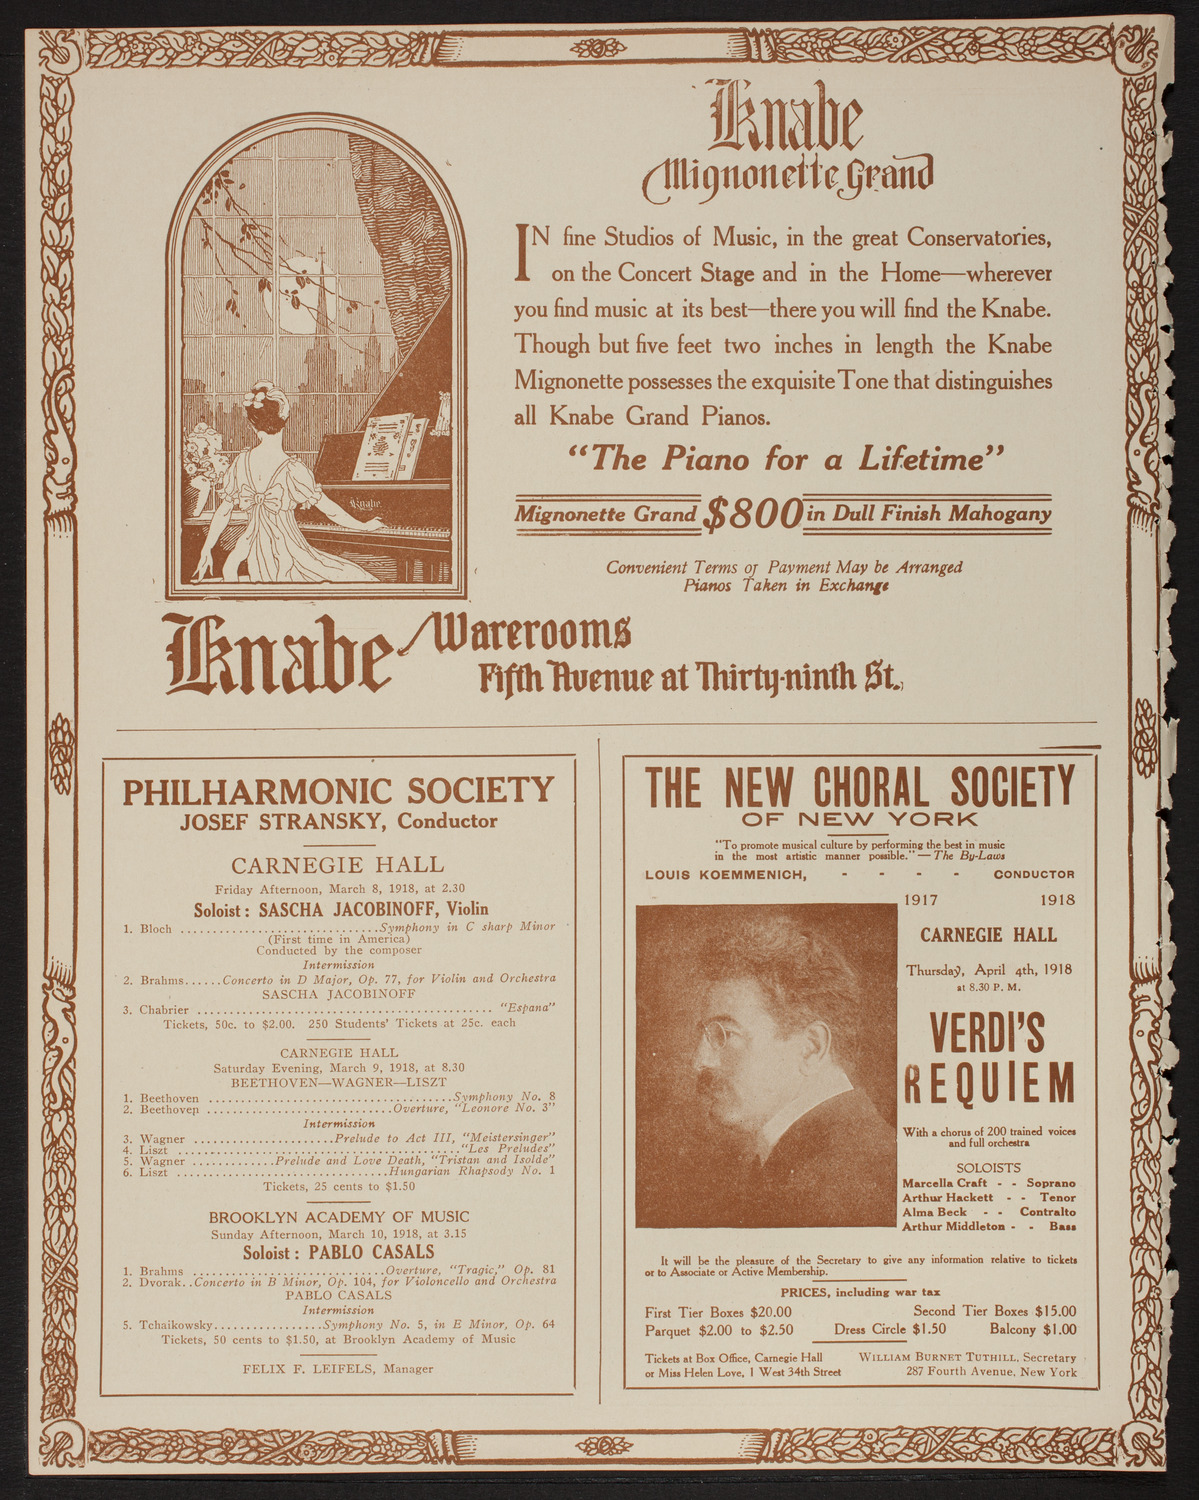 Knabe
Mignonette Grand
IN fine Studios of Music, in the great Conservatories,
on the Concert Stage and in the Home—wherever
you find music at its best—there you will find the Knabe.
Though but five feet two inches in length the Knabe
Mignonette possesses the exquisite Tone that distinguishes
all Knabe Grand Pianos.
"The Piano for a Lifetime"
Mignonette Grand $800 in Dull Finish Mahogany
Convenient Terms of Payment May be Arranged
Pianos Taken in Exchange
Knabe
Knabe Warerooms
Fifth Avenue at Thirty-ninth St.
PHILHARMONIC SOCIETY
JOSEF STRANSKY, Conductor
CARNEGIE HALL
Friday Afternoon, March 8, 1918, at 2.30
Soloist: SASCHA JACOBINOFF, Violin
1. Bloch ............................Symphony in C sharp Minor
(First time in America)
Conducted by the composer
Intermission
2. Brahms......Concerto in D Major, Op. 77, for Violin and Orchestra
SASCHA JACOBINOFF
3. Chabrier ............................................ "Espana"
Tickets, 50c. to $2.00. 250 Students' Tickets at 25c. each
CARNEGIE HALL
Saturday Evening, March 9, 1918, at 8.30
BEETHOVEN—WAGNER—LISZT
1. Beethoven ...................................Symphony No. 8
2. Beethoven ..........................Overture, "Leonore No. 3"
Intermission
3. Wagner ....................Prelude to Act III, "Meistersinger"
4. Liszt ........................................"Les Preludes"
5. Wagner ............Prelude and Love Death, "Tristan and Isolde"
6. Liszt ..............................Hungarian Rhapsody No. 1
Tickets, 25 cents to $1.50
BROOKLYN ACADEMY OF MUSIC
Sunday Afternoon, March 10, 1918, at 3.15
Soloist: PABLO CASALS
1. Brahms ...........................Overture, "Tragic," Op. 81
2. Dvorak..Concerto in B Minor, Op. 104, for Violoncello and Orchestra
PABLO CASALS
Intermission
5. Tchaikowsky...............Symphony No. 5, in E Minor, Op. 64
Tickets, 50 cents to $1.50, at Brooklyn Academy of Music
FELIX F. LEIFELS, Manager
THE NEW CHORAL SOCIETY
OF NEW YORK
"To promote musical culture by performing the best in music
in the most artistic manner possible."—The By-Laws
LOUIS KOEMMENICH, - - - - CONDUCTOR
1917 1918
CARNEGIE HALL
Thursday, April 4th, 1918
at 8.30 P. M.
VERDI'S
REQUIEM
With a chorus of 200 trained voices
and full orchestra
SOLOISTS
Marcella Craft - - Soprano
Arthur Hackett - - Tenor
Alma Beck - - Contralto
Arthur Middleton - - Bass
It will be the pleasure of the Secretary to give any information relative to tickets
or to Associate or Active Membership.
PRICES, including war tax
First Tier Boxes $20.00 Second Tier Boxes $15.00
Parquet $2.00 to $2.50 Dress Circle $1.50 Balcony $1.00
Tickets at Box Office, Carnegie Hall
or Miss Helen Love, 1 West 34th Street
WILLIAM BURNET TUTHILL, Secretary
287 Fourth Avenue, New York